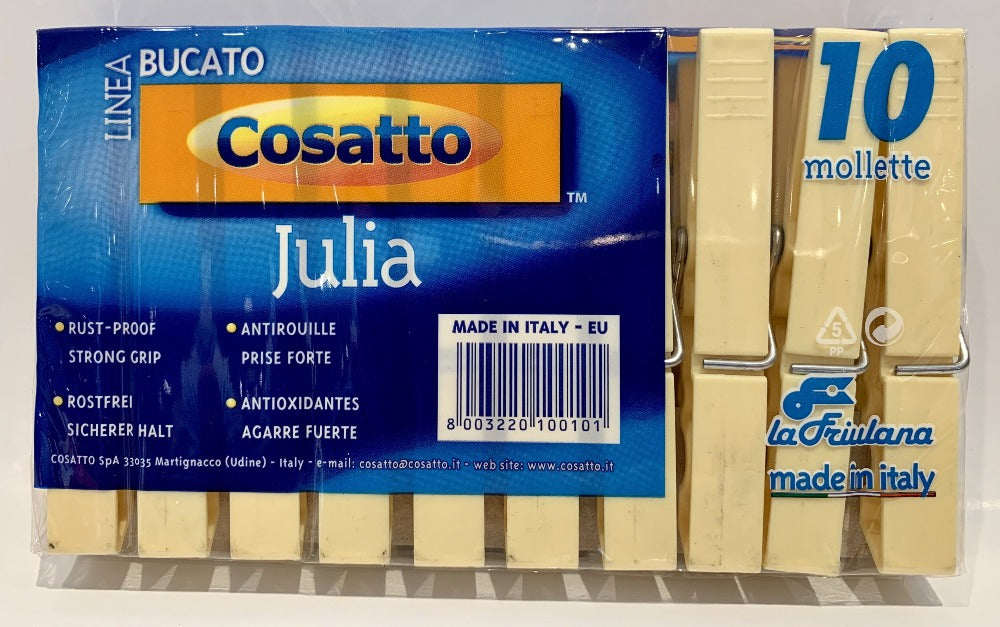 LINEA
BUCATO
Cosatto
TM
Julia
10
mollette
RUST-PROOF
STRONG GRIP
ANTIROUILLE
PRISE FORTE
ROSTFREI
SICHERER HALT
ANTIOXIDANTES
AGARRE FUERTE
MADE IN ITALY - EU
8 003220 100101
COSATTO SpA 33035 Martignacco (Udine) - Italy - e-mail: cosatto@cosatto.it - web site: www.cosatto.it
5
PP
la Friulana
made in italy